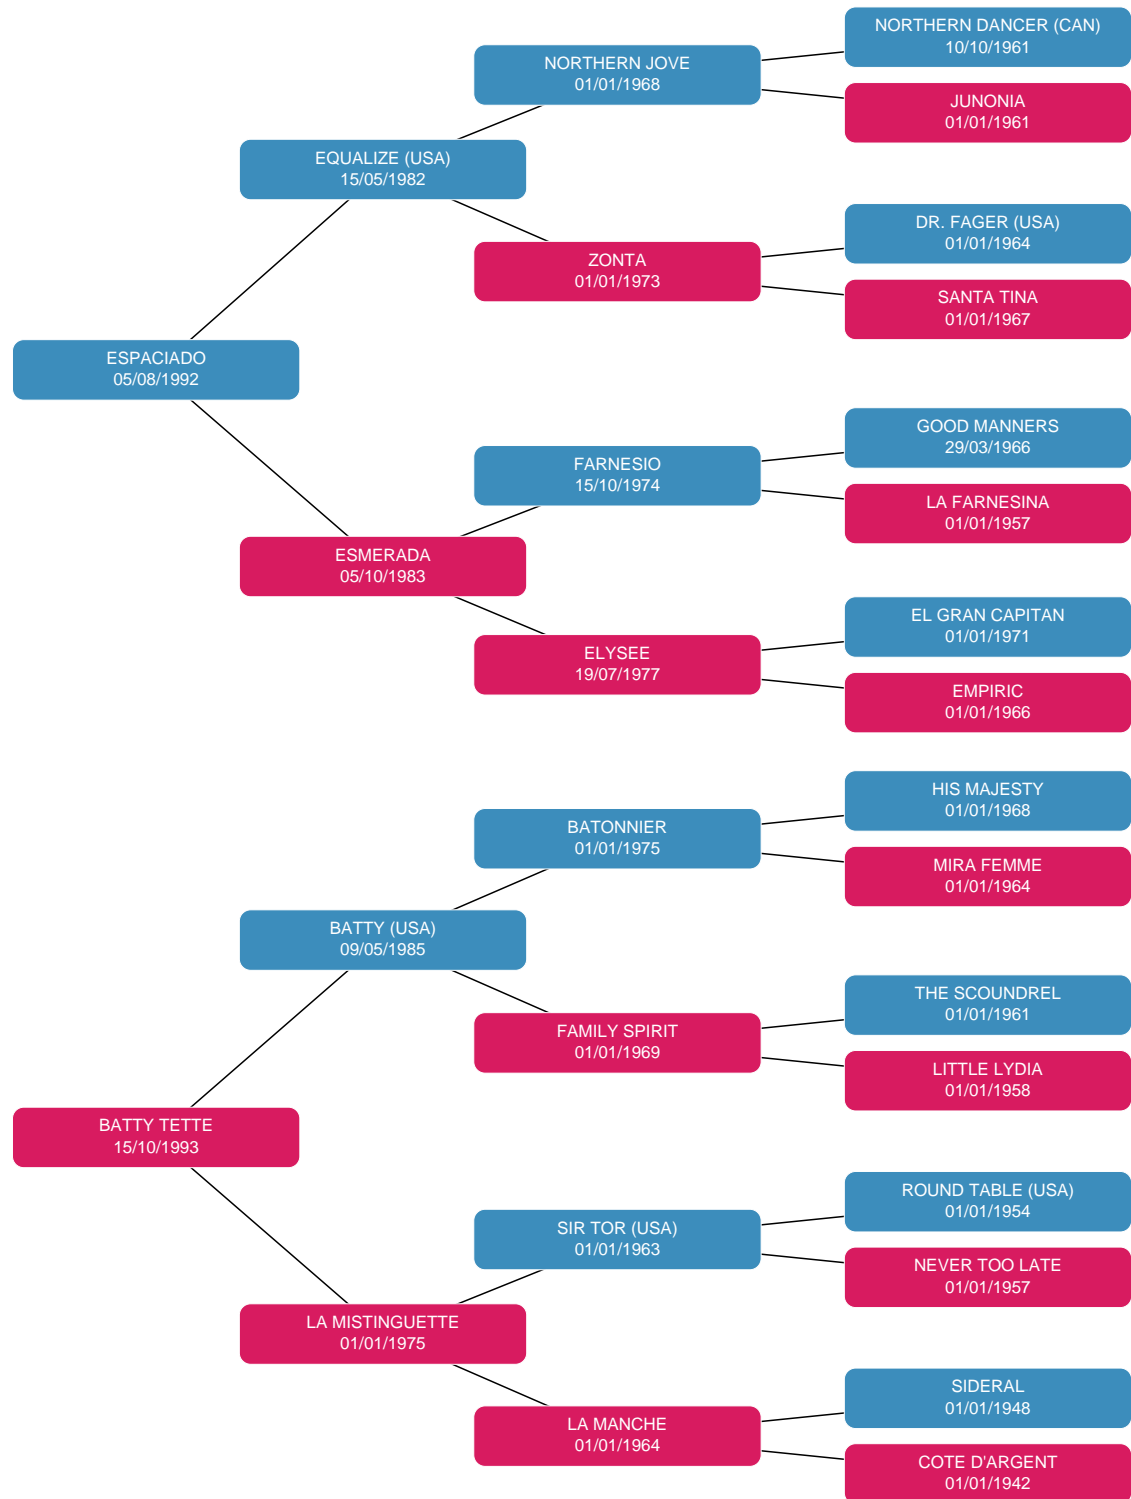 NORTHERN DANCER (CAN)
10/10/1961
NORTHERN JOVE
01/01/1968
JUNONIA
01/01/1961
EQUALIZE (USA)
15/05/1982
DR. FAGER (USA)
01/01/1964
ZONTA
01/01/1973
SANTA TINA
01/01/1967
ESPACIADO
05/08/1992
GOOD MANNERS
29/03/1966
FARNESIO
15/10/1974
LA FARNESINA
01/01/1957
ESMERADA
05/10/1983
EL GRAN CAPITAN
01/01/1971
ELYSEE
19/07/1977
EMPIRIC
01/01/1966
HIS MAJESTY
01/01/1968
BATONNIER
01/01/1975
MIRA FEMME
01/01/1964
BATTY (USA)
09/05/1985
THE SCOUNDREL
01/01/1961
FAMILY SPIRIT
01/01/1969
LITTLE LYDIA
01/01/1958
BATTY TETTE
15/10/1993
ROUND TABLE (USA)
01/01/1954
SIR TOR (USA)
01/01/1963
NEVER TOO LATE
01/01/1957
LA MISTINGUETTE
01/01/1975
SIDERAL
01/01/1948
LA MANCHE
01/01/1964
COTE D'ARGENT
01/01/1942